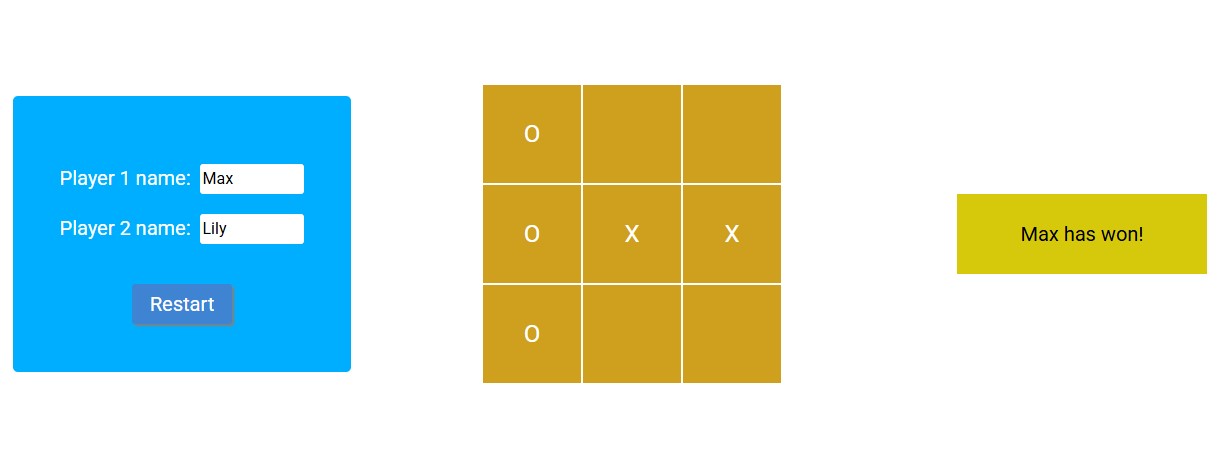 Player 1 name: Max
Player 2 name: Lily
Restart
O
O X X
O
Max has won!